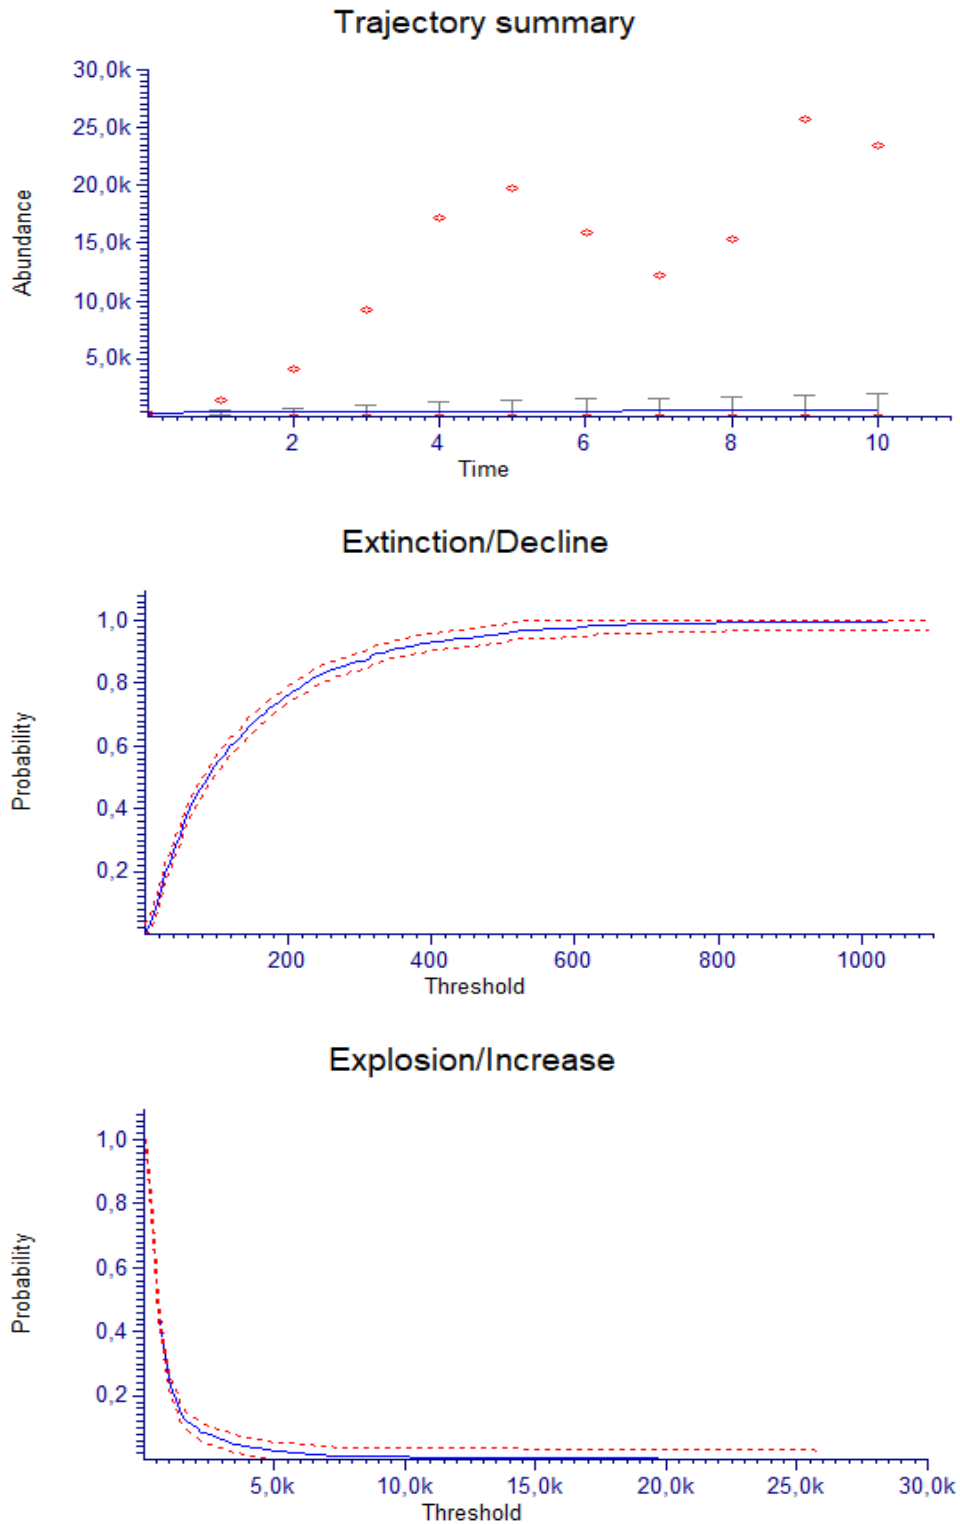 Trajectory summary
30,0k
25,0k
20,0k
15,0k
10,0k
5,0k
Abundance
2 4 6 8 10
Time
Extinction/Decline
1,0
0,8
0,6
0,4
0,2
Probability
200 400 600 800 1000
Threshold
Explosion/Increase
1,0
0,8
0,6
0,4
0,2
Probability
5,0k 10,0k 15,0k 20,0k 25,0k 30,0k
Threshold